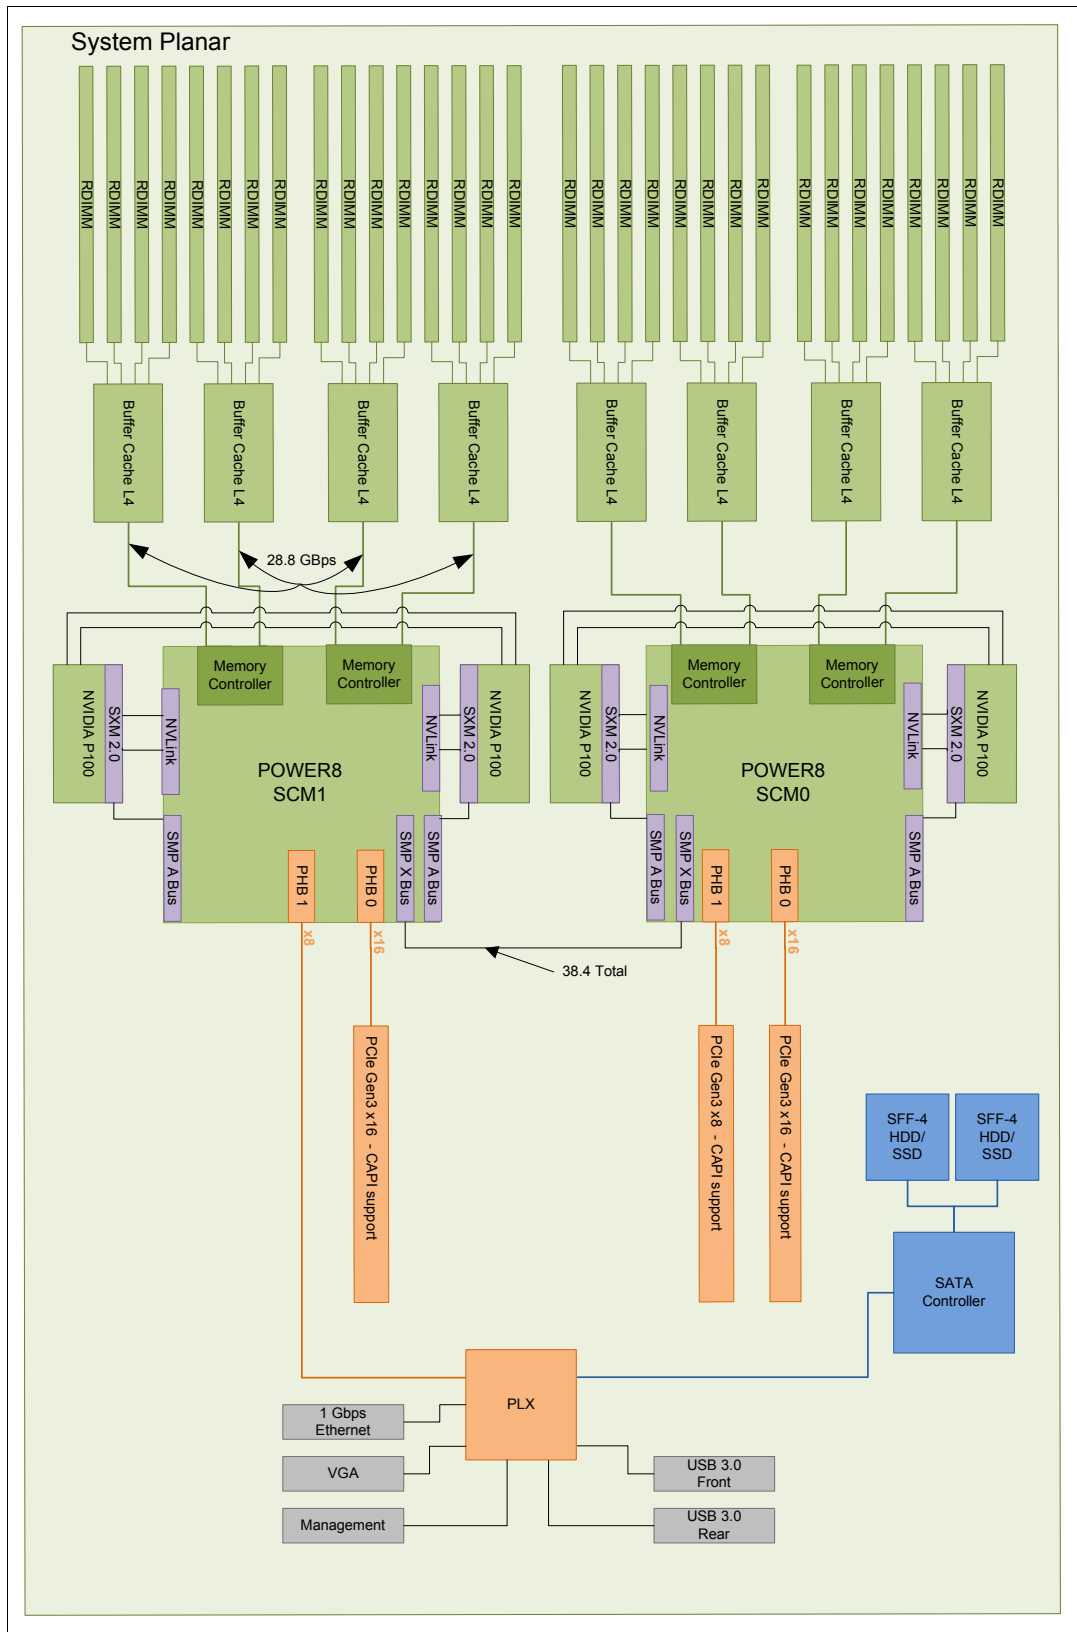 System Planar
RDIMM RDIMM RDIMM RDIMM RDIMM RDIMM RDIMM RDIMM RDIMM RDIMM RDIMM RDIMM RDIMM RDIMM RDIMM RDIMM RDIMM RDIMM RDIMM RDIMM RDIMM RDIMM RDIMM RDIMM RDIMM RDIMM RDIMM RDIMM RDIMM RDIMM RDIMM RDIMM
Buffer Cache L4
Buffer Cache L4
Buffer Cache L4
Buffer Cache L4
Buffer Cache L4
Buffer Cache L4
Buffer Cache L4
Buffer Cache L4
28.8 GBps
NVIDIA P100
SXM 2.0
NVLink
Memory
Controller
Memory
Controller
NVLink
SXM 2.0
NVIDIA P100
POWER8
SCM1
SMP A Bus
PHB 1
PHB 0
SMP X Bus
SMP A Bus
x8
x16
NVIDIA P100
SXM 2.0
NVLink
Memory
Controller
Memory
Controller
NVLink
SXM 2.0
NVIDIA P100
POWER8
SCM0
SMP A Bus
SMP X Bus
PHB 1
PHB 0
SMP A Bus
x8
x16
38.4 Total
PCIe Gen3 x16 - CAPI support
PCIe Gen3 x8 - CAPI support
PCIe Gen3 x16 - CAPI support
SFF-4
HDD/
SSD
SFF-4
HDD/
SSD
SATA
Controller
PLX
1 Gbps
Ethernet
VGA
Management
USB 3.0
Front
USB 3.0
Rear